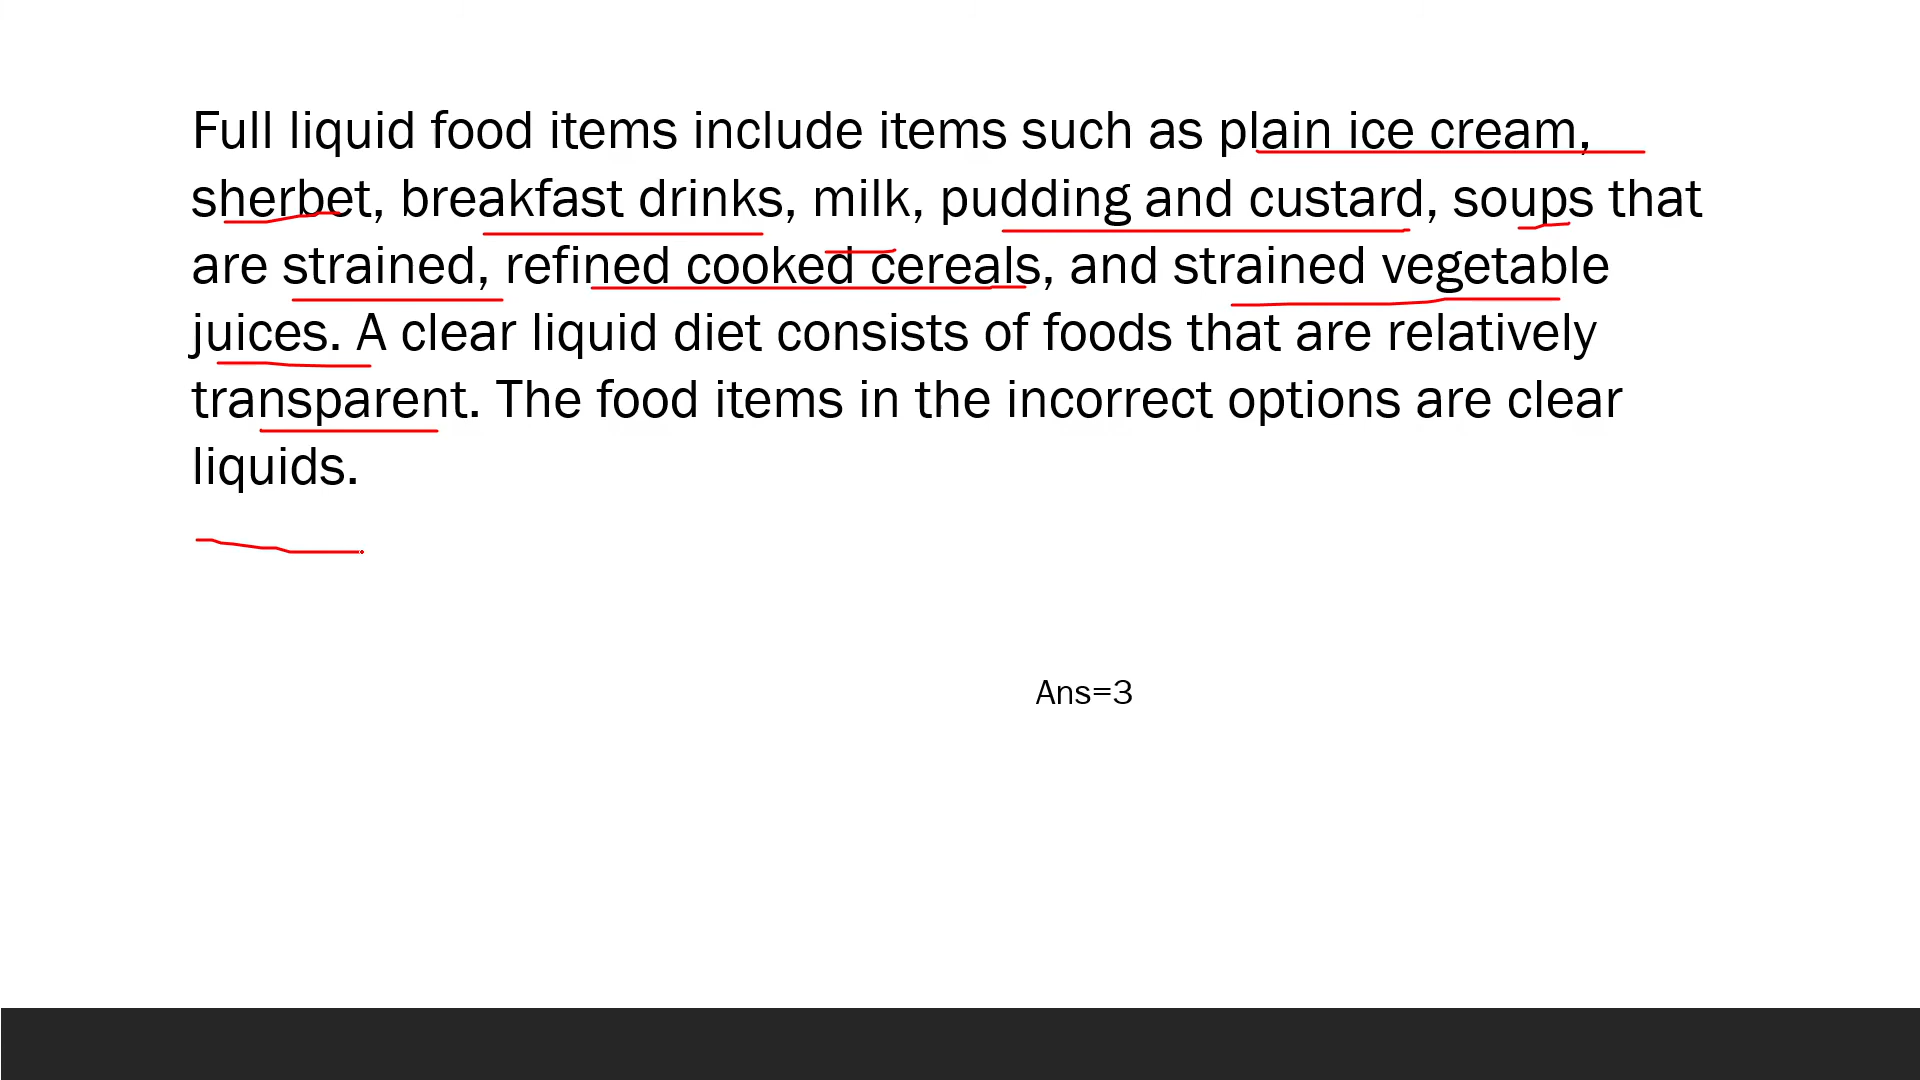 Full liquid food items include items such as plain ice cream,
sherbet, breakfast drinks, milk, pudding and custard, soups that
are strained, refined cooked cereals, and strained vegetable
juices. A clear liquid diet consists of foods that are relatively
transparent. The food items in the incorrect options are clear
liquids.
Ans=3